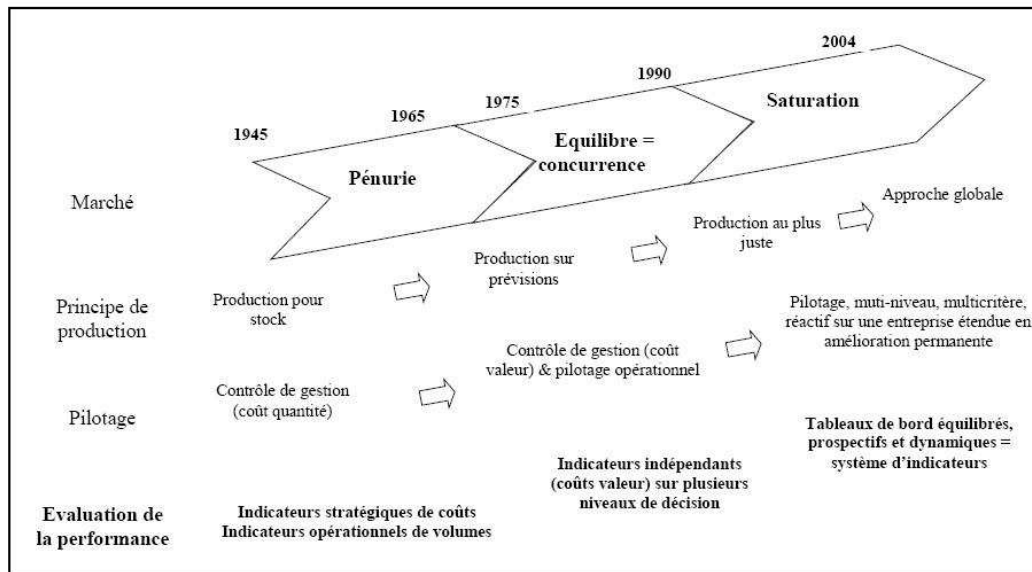 2004
1990
1975
1965
1945
Saturation
Equilibre =
concurrence
Pénurie
Marché
Approche globale
Production au plus
juste
Production sur
prévisions
Principe de
production
Production pour
stock
Pilotage, muti-niveau, multicritère,
réactif sur une entreprise étendue en
amélioration permanente
Contrôle de gestion (coût
valeur) & pilotage opérationnel
Contrôle de gestion
(coût quantité)
Pilotage
Tableaux de bord équilibrés,
prospectifs et dynamiques =
système d’indicateurs
Indicateurs indépendants
(coûts valeur) sur plusieurs
niveaux de décision
Evaluation de
la performance
Indicateurs stratégiques de coûts
Indicateurs opérationnels de volumes